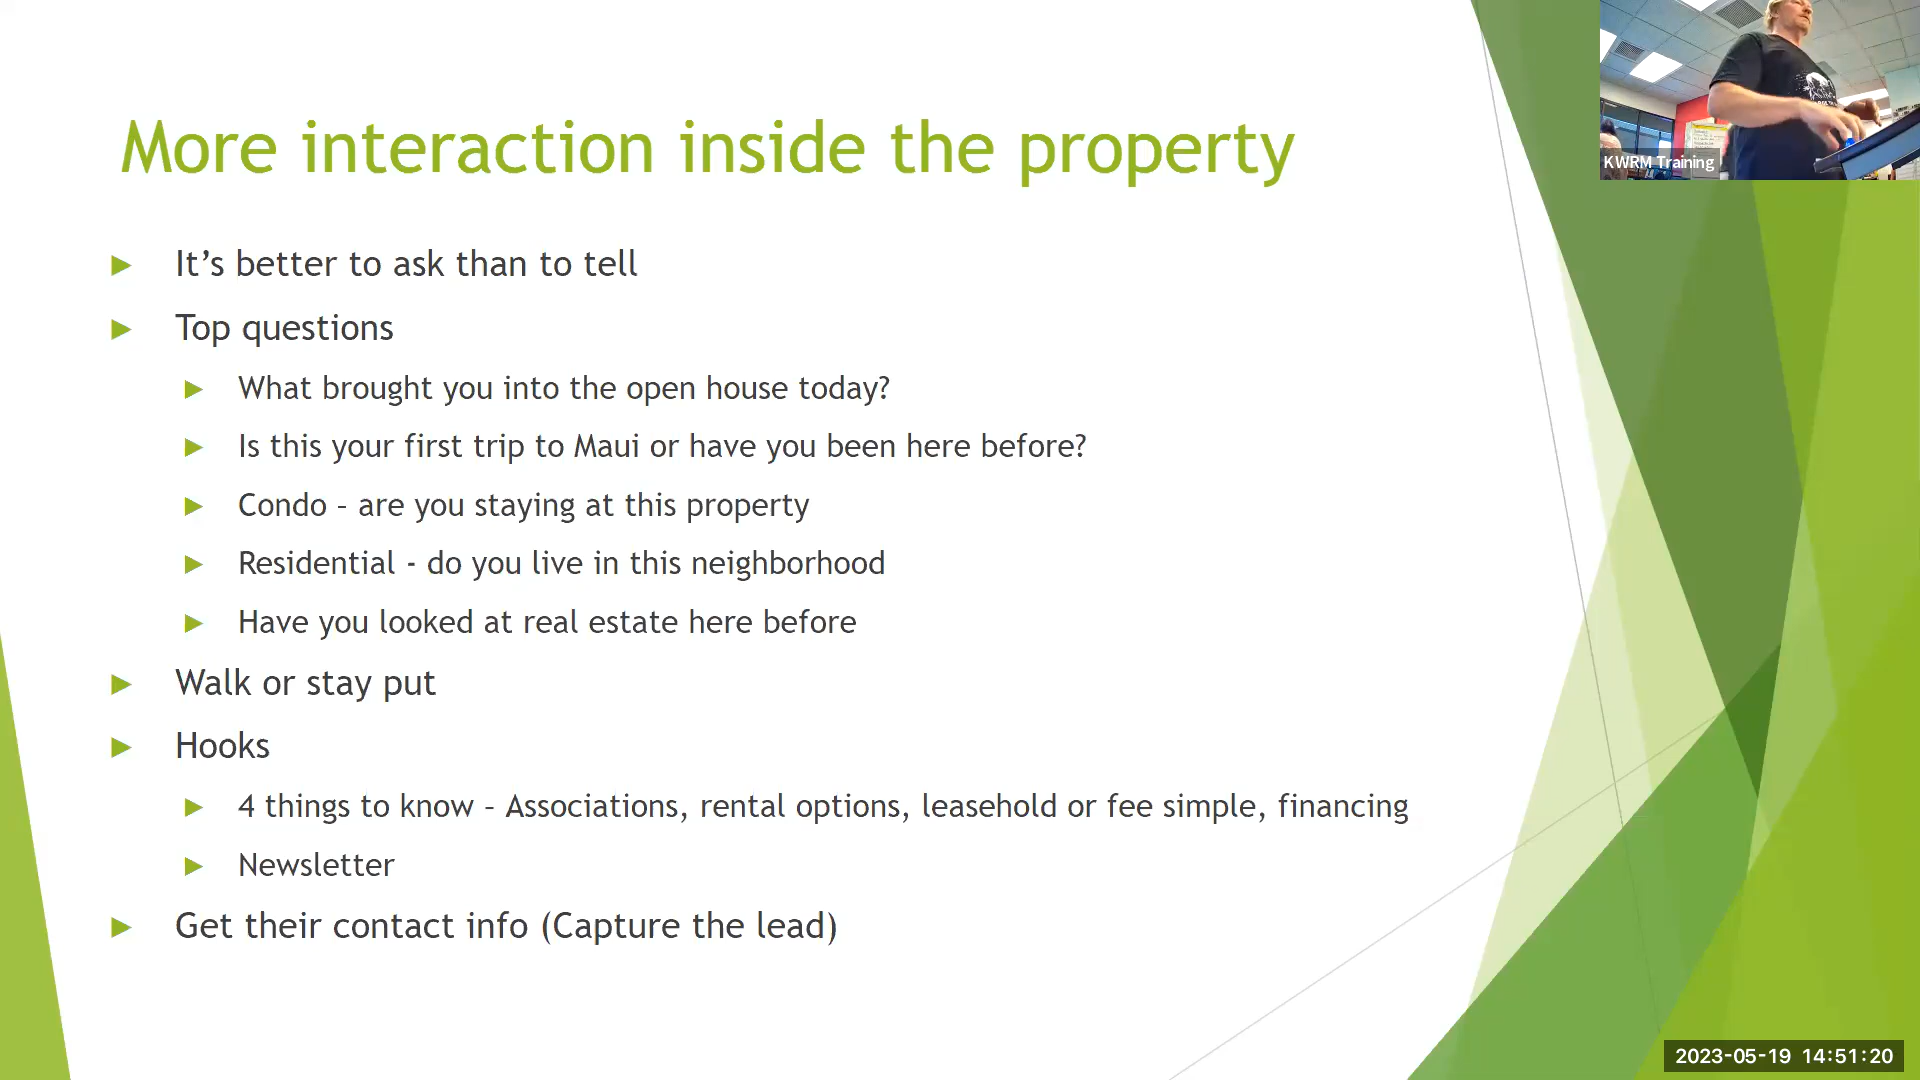 More interaction inside the property
It’s better to ask than to tell
Top questions
What brought you into the open house today?
Is this your first trip to Maui or have you been here before?
Condo – are you staying at this property
Residential - do you live in this neighborhood
Have you looked at real estate here before
Walk or stay put
Hooks
4 things to know – Associations, rental options, leasehold or fee simple, financing
Newsletter
Get their contact info (Capture the lead)
KWRM Training
2023-05-19 14:51:20